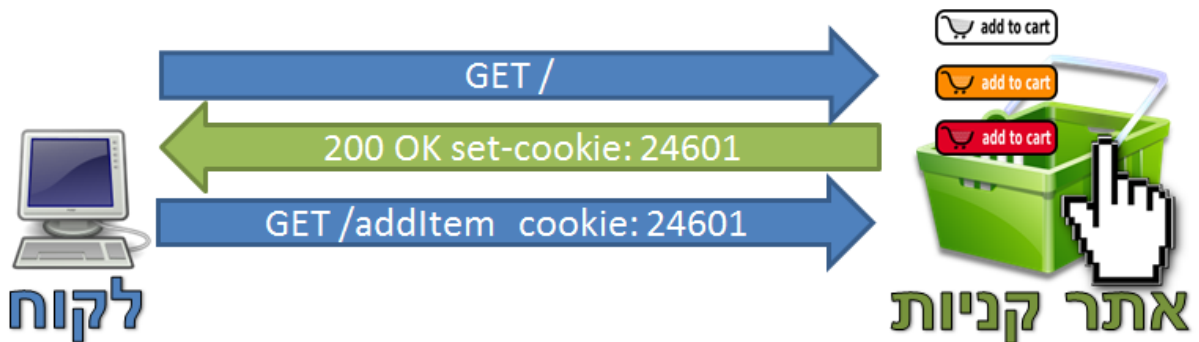 add to cart
GET /
add to cart
add to cart
200 OK set-cookie: 24601
GET /addItem cookie: 24601
לקוח
אתר קניות